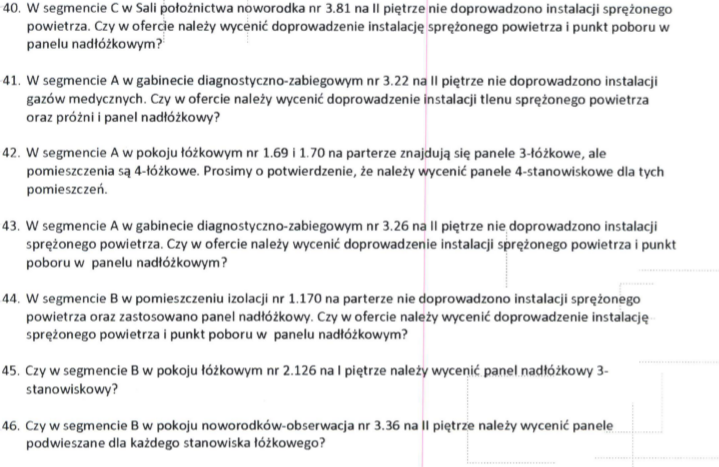 40. W segmencie C w Sali położnictwa noworodka nr 3.81 na II piętrze nie doprowadzono instalacji sprężonego
powietrza. Czy w ofercie należy wycenić doprowadzenie instalację sprężonego powietrza i punkt poboru w
panelu nadłóżkowym?
41. W segmencie A w gabinecie diagnostyczno-zabiegowym nr 3.22 na II piętrze nie doprowadzono instalacji
gazów medycznych. Czy w ofercie należy wycenić doprowadzenie instalacji tlenu sprężonego powietrza
oraz próżni i panel nadłóżkowy?
42. W segmencie A w pokoju łóżkowym nr 1.69 i 1.70 na parterze znajdują się panele 3-łóżkowe, ale
pomieszczenia są 4-łóżkowe. Prosimy o potwierdzenie, że należy wycenić panele 4-stanowiskowe dla tych
pomieszczeń.
43. W segmencie A w gabinecie diagnostyczno-zabiegowym nr 3.26 na II piętrze nie doprowadzono instalacji
sprężonego powietrza. Czy w ofercie należy wycenić doprowadzenie instalacji sprężonego powietrza i punkt
poboru w panelu nadłóżkowym?
44. W segmencie B w pomieszczeniu izolacji nr 1.170 na parterze nie doprowadzono instalacji sprężonego
powietrza oraz zastosowano panel nadłóżkowy. Czy w ofercie należy wycenić doprowadzenie instalację
sprężonego powietrza i punkt poboru w panelu nadłóżkowym?
45. Czy w segmencie B w pokoju łóżkowym nr 2.126 na I piętrze należy wycenić panel nadłóżkowy 3-
stanowiskowy?
46. Czy w segmencie B w pokoju noworodków-obserwacja nr 3.36 na II piętrze należy wycenić panele
podwieszane dla każdego stanowiska łóżkowego?